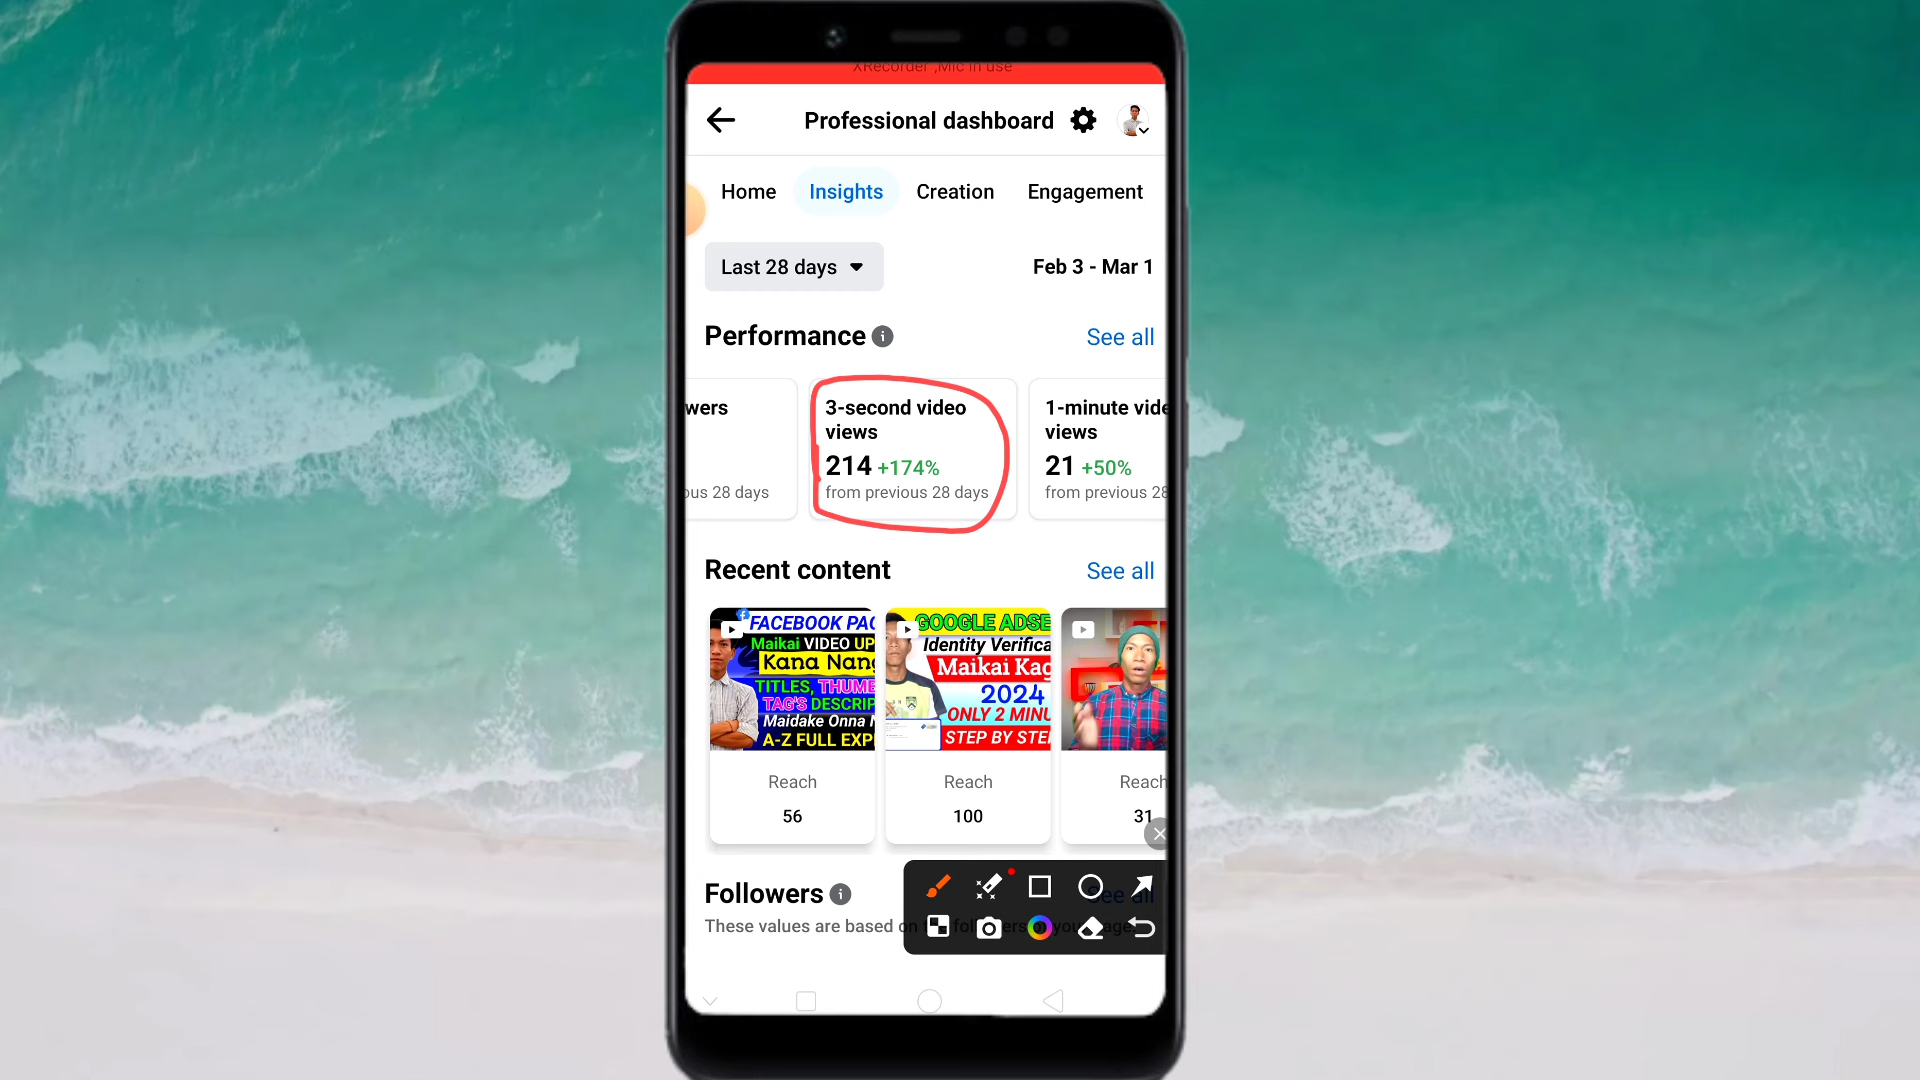 XRecorder ,Mic in use
Professional dashboard
Home Insights Creation Engagement
Last 28 days Feb 3 - Mar 1
Performance See all
wers
ous 28 days
3-second video
views
214 +174%
from previous 28 days
1-minute vide
views
21 +50%
from previous 28
Recent content See all
FACEBOOK PAG
Maikai VIDEO UP
Kana Nang
TITLES, THUMB
TAG'S DESCRIP
Maidake Onna
A-Z FULL EXP
GOOGLE ADSE
Identity Verifica
Maikai Kag
2024
ONLY 2 MINU
STEP BY STE
Reach
56
Reach
100
Reach
31
Followers See all
These values are based on